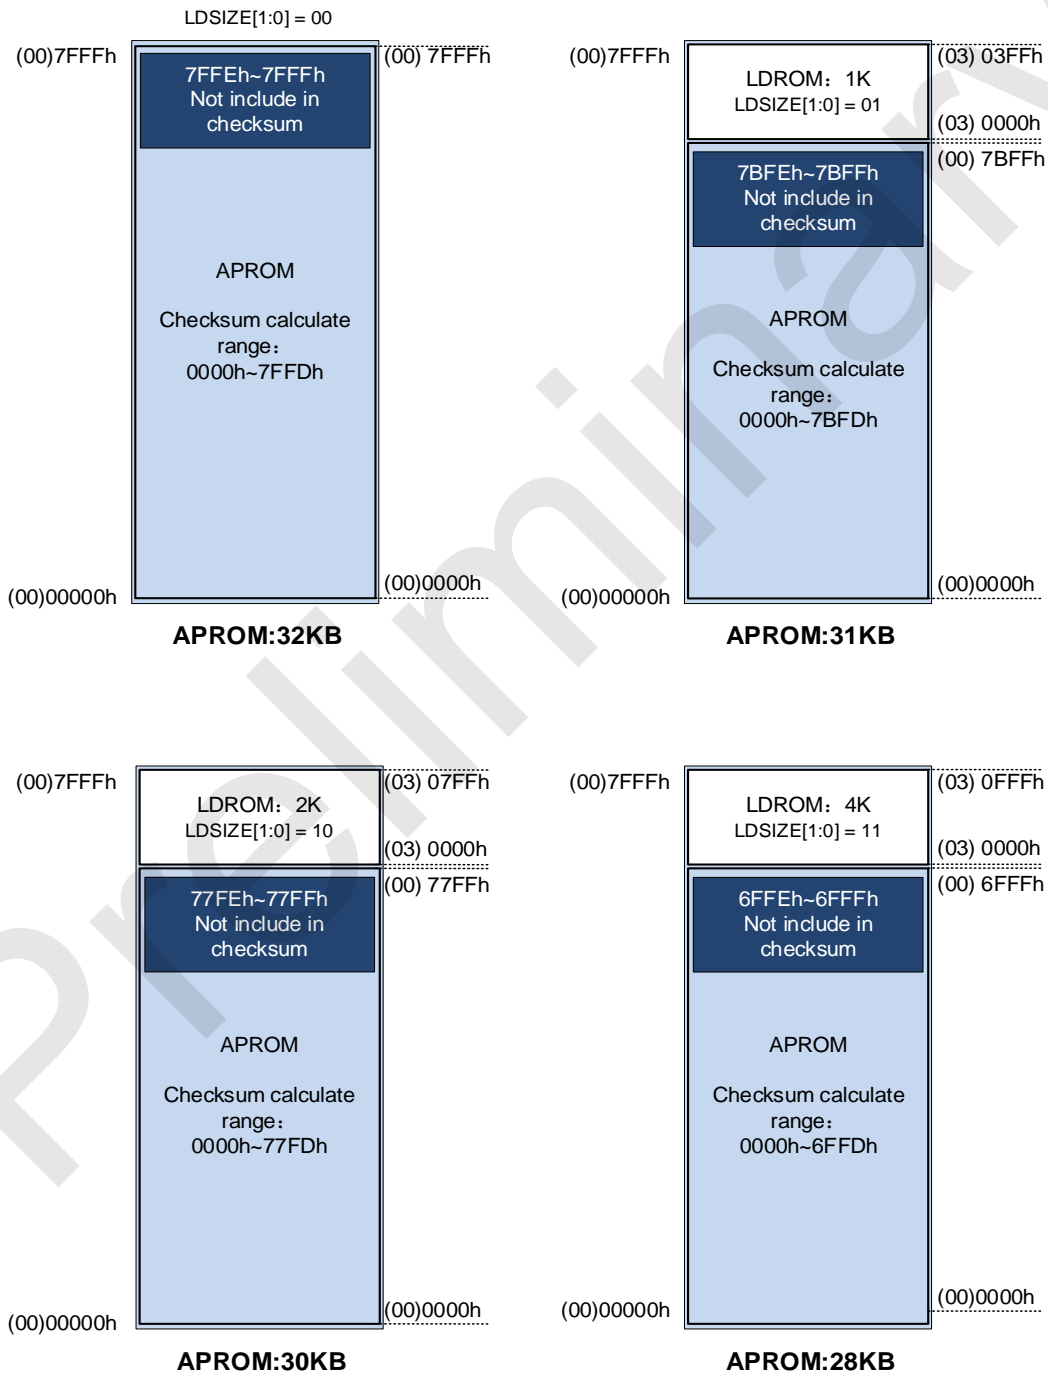 LDSIZE[1:0] = 00
(00)7FFFh
(00) 7FFFh
7FFEh~7FFFh
Not include in
checksum
APROM
Checksum calculate
range：
0000h~7FFDh
(00)0000h
(00)00000h
APROM:32KB
(00)7FFFh
(03) 03FFh
LDROM：1K
LDSIZE[1:0] = 01
(03) 0000h
(00) 7BFFh
7BFEh~7BFFh
Not include in
checksum
APROM
Checksum calculate
range：
0000h~7BFDh
(00)0000h
(00)00000h
APROM:31KB
(00)7FFFh
(03) 07FFh
LDROM：2K
LDSIZE[1:0] = 10
(03) 0000h
(00) 77FFh
77FEh~77FFh
Not include in
checksum
APROM
Checksum calculate
range：
0000h~77FDh
(00)0000h
(00)00000h
APROM:30KB
(00)7FFFh
(03) 0FFFh
LDROM：4K
LDSIZE[1:0] = 11
(03) 0000h
(00) 6FFFh
6FFEh~6FFFh
Not include in
checksum
APROM
Checksum calculate
range：
0000h~6FFDh
(00)0000h
(00)00000h
APROM:28KB
Preliminary